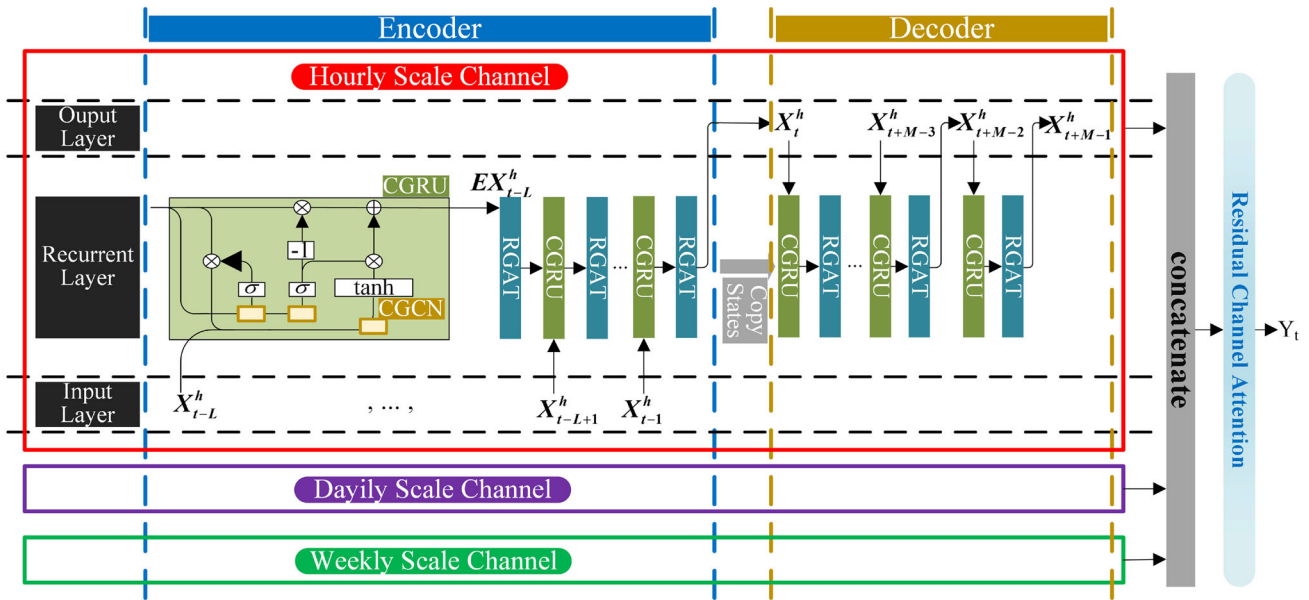 Encoder
Decoder
Hourly Scale Channel
Ouput
Layer
X^h_t
X^h_{t+M-3}
X^h_{t+M-2}
X^h_{t+M-1}
CGRU
EX^h_{t-L}
Recurrent
Layer
-1
σ
σ
tanh
CGCN
RGAT
CGRU
RGAT
...
CGRU
RGAT
Copy
States
CGRU
RGAT
...
CGRU
RGAT
CGRU
RGAT
Input
Layer
X^h_{t-L}
, ... ,
X^h_{t-L+1}
X^h_{t-1}
Dayily Scale Channel
Weekly Scale Channel
concatenate
Residual Channel Attention
Y_t